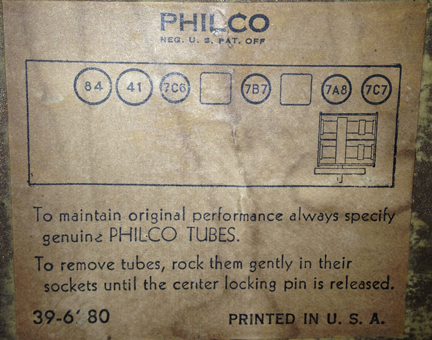 PHILCO
REG. U. S. PAT. OFF
84 41 7C6 7B7 7A8 7C7
To maintain original performance always specify
genuine PHILCO TUBES.
To remove tubes, rock them gently in their
sockets until the center locking pin is released.
39-6' 80 PRINTED IN U. S. A.